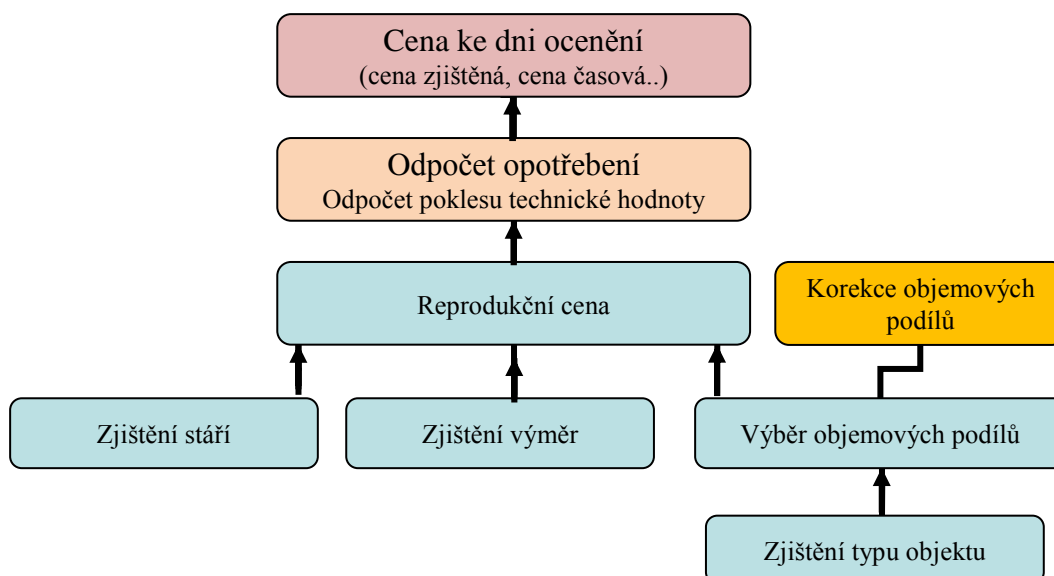 Cena ke dni ocenění
(cena zjištěná, cena časová..)
Odpočet opotřebení
Odpočet poklesu technické hodnoty
Reprodukční cena
Korekce objemových
podílů
Zjištění stáří
Zjištění výměr
Výběr objemových podílů
Zjištění typu objektu